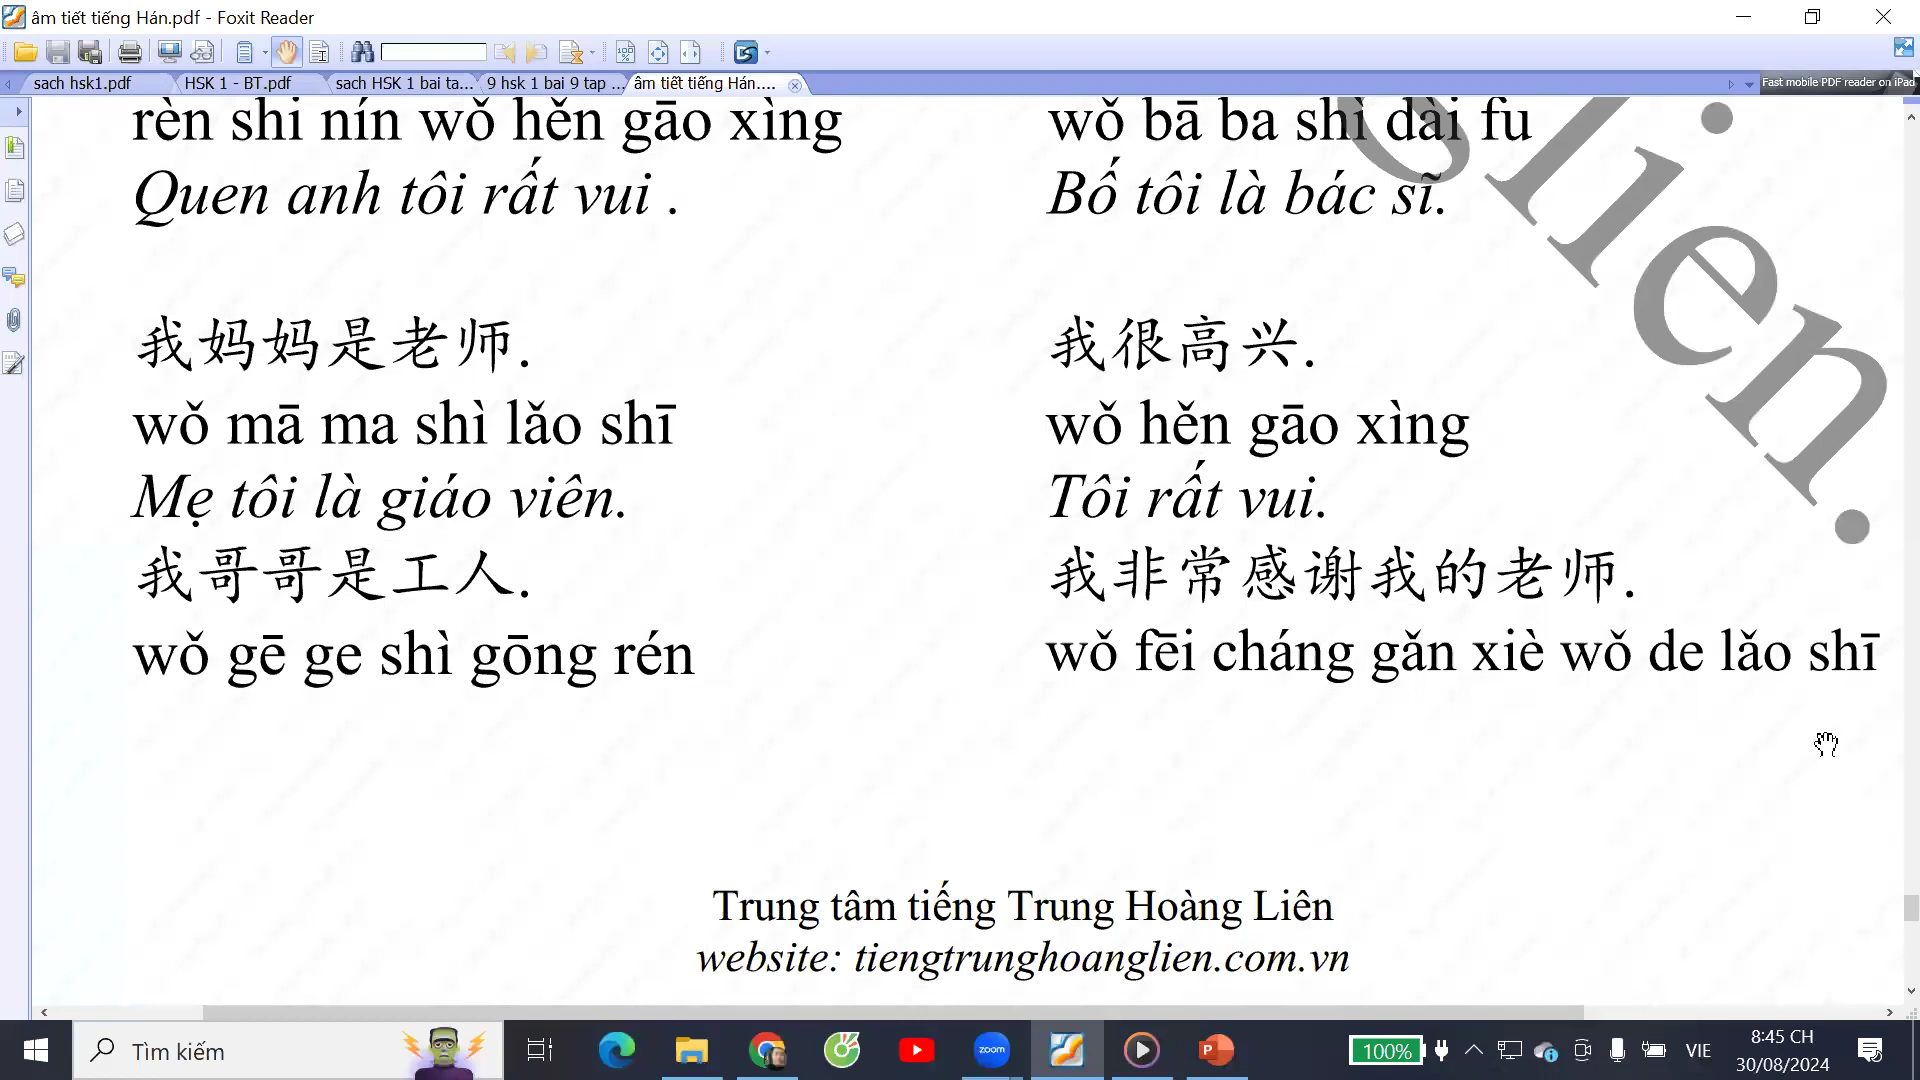 âm tiết tiếng Hán.pdf - Foxit Reader
sach hsk1.pdf
HSK 1 - BT.pdf
sach HSK 1 bai ta...
9 hsk 1 bai 9 tap ...
âm tiết tiếng Hán....
Fast mobile PDF reader on iPad
rèn shi nín wǒ hěn gāo xìng
Quen anh tôi rất vui .
我妈妈是老师.
wǒ mā ma shì lǎo shī
Mẹ tôi là giáo viên.
我哥哥是工人.
wǒ gē ge shì gōng rén
wǒ bā ba shì dài fu
Bố tôi là bác sĩ.
我很高兴.
wǒ hěn gāo xìng
Tôi rất vui.
我非常感谢我的老师.
wǒ fēi cháng gǎn xiè wǒ de lǎo shī
glien.
Trung tâm tiếng Trung Hoàng Liên
website: tiengtrunghoanglien.com.vn
Tìm kiếm
zoom
100%
VIE
8:45 CH
30/08/2024